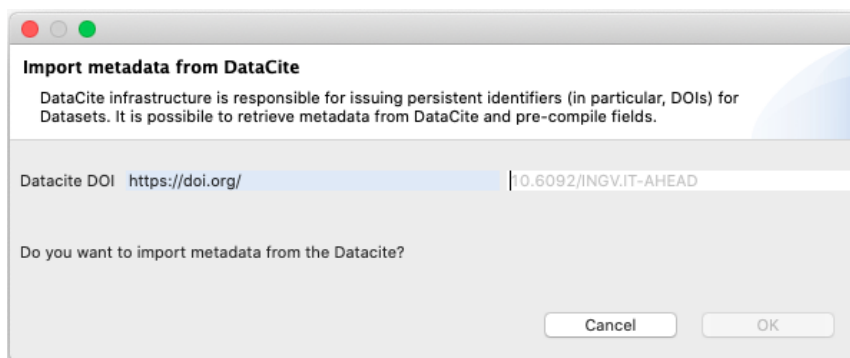 Import metadata from DataCite
DataCite infrastructure is responsible for issuing persistent identifiers (in particular, DOIs) for
Datasets. It is possibile to retrieve metadata from DataCite and pre-compile fields.
Datacite DOI https://doi.org/ 10.6092/INGV.IT-AHEAD
Do you want to import metadata from the Datacite?
Cancel OK